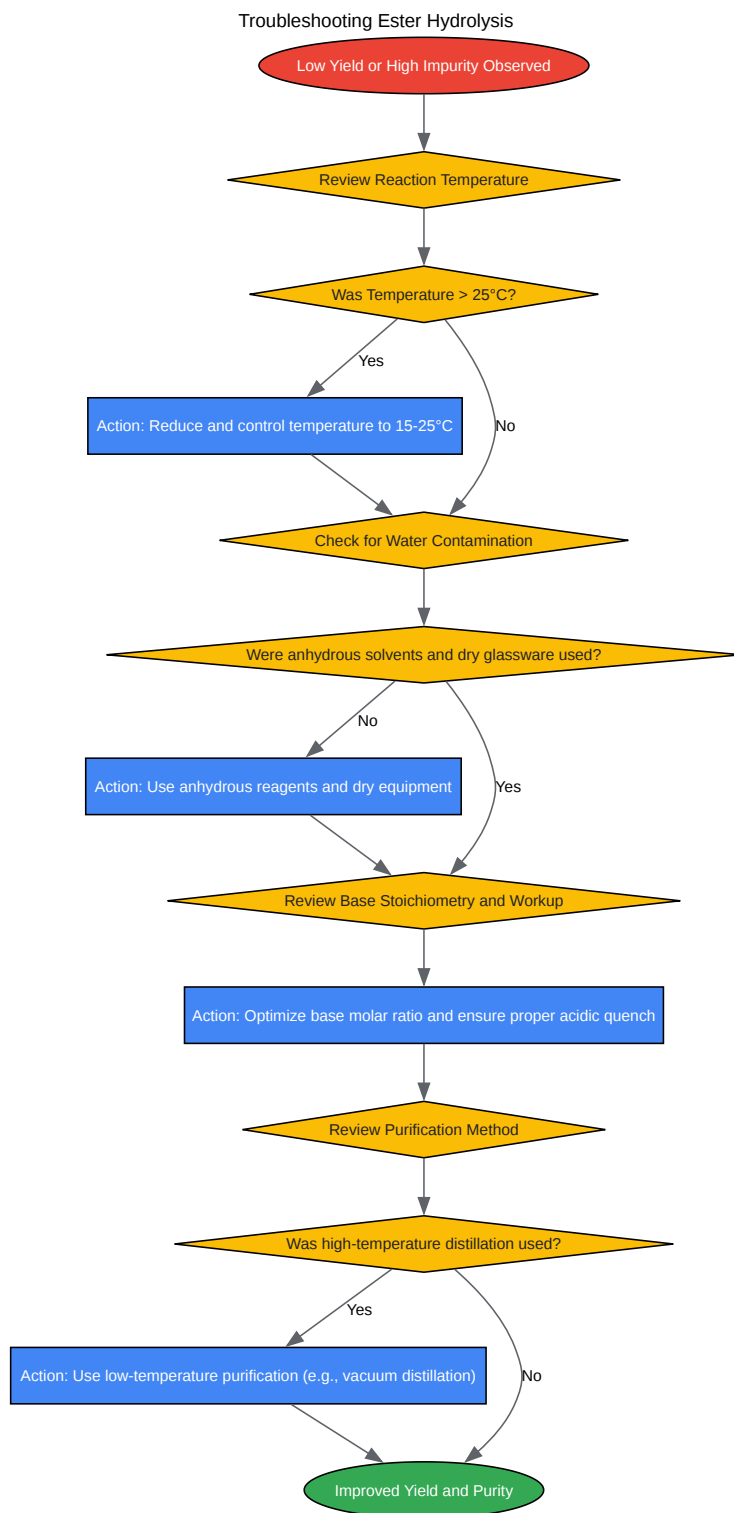 Troubleshooting Ester Hydrolysis
Low Yield or High Impurity Observed
Review Reaction Temperature
Was Temperature > 25°C?
Yes
Action: Reduce and control temperature to 15-25°C
No
Check for Water Contamination
Were anhydrous solvents and dry glassware used?
No
Action: Use anhydrous reagents and dry equipment
Yes
Review Base Stoichiometry and Workup
Action: Optimize base molar ratio and ensure proper acidic quench
Review Purification Method
Was high-temperature distillation used?
Yes
Action: Use low-temperature purification (e.g., vacuum distillation)
No
Improved Yield and Purity